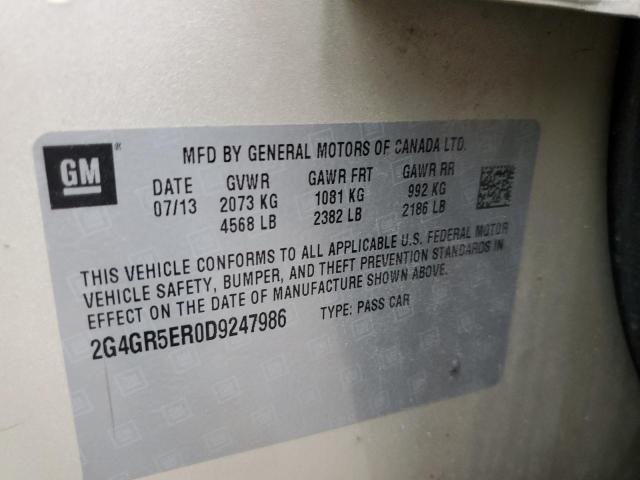 GM
MFD BY GENERAL MOTORS OF CANADA LTD.
DATE GVWR GAWR FRT GAWR RR
07/13 2073 KG 1081 KG 992 KG
4568 LB 2382 LB 2186 LB
THIS VEHICLE CONFORMS TO ALL APPLICABLE U.S. FEDERAL MOTOR
VEHICLE SAFETY, BUMPER, AND THEFT PREVENTION STANDARDS IN
EFFECT ON THE DATE OF MANUFACTURE SHOWN ABOVE.
2G4GR5ER0D9247986 TYPE: PASS CAR